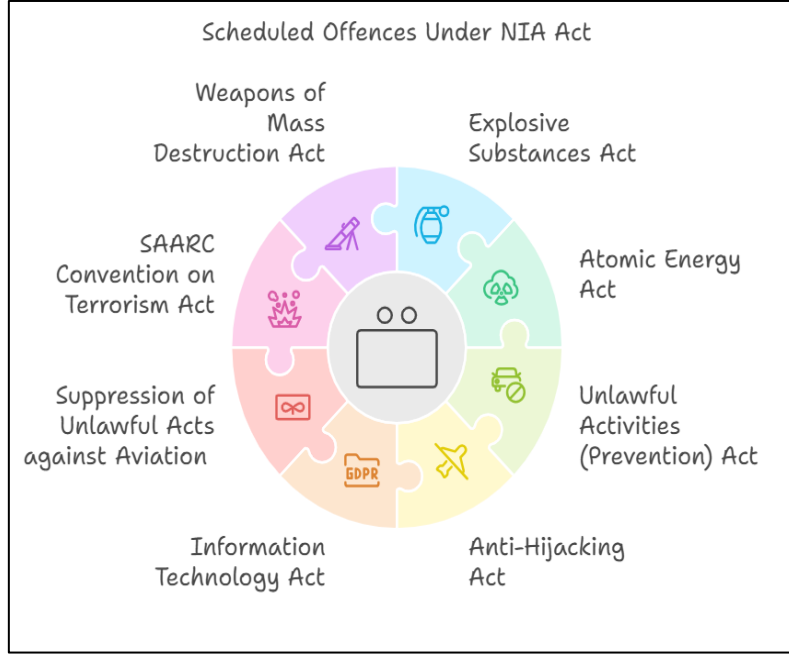 Scheduled Offences Under NIA Act
Weapons of
Mass
Destruction Act
Explosive
Substances Act
SAARC
Convention on
Terrorism Act
Atomic Energy
Act
Suppression of
Unlawful Acts
against Aviation
Unlawful
Activities
(Prevention) Act
GDPR
Information
Technology Act
Anti-Hijacking
Act